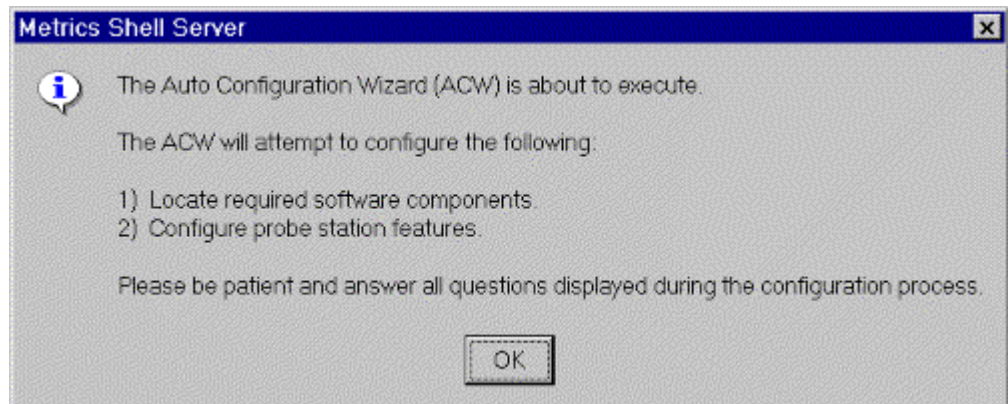 Metrics Shell Server
The Auto Configuration Wizard (ACW) is about to execute.
The ACW will attempt to configure the following:
1) Locate required software components.
2) Configure probe station features.
Please be patient and answer all questions displayed during the configuration process.
OK